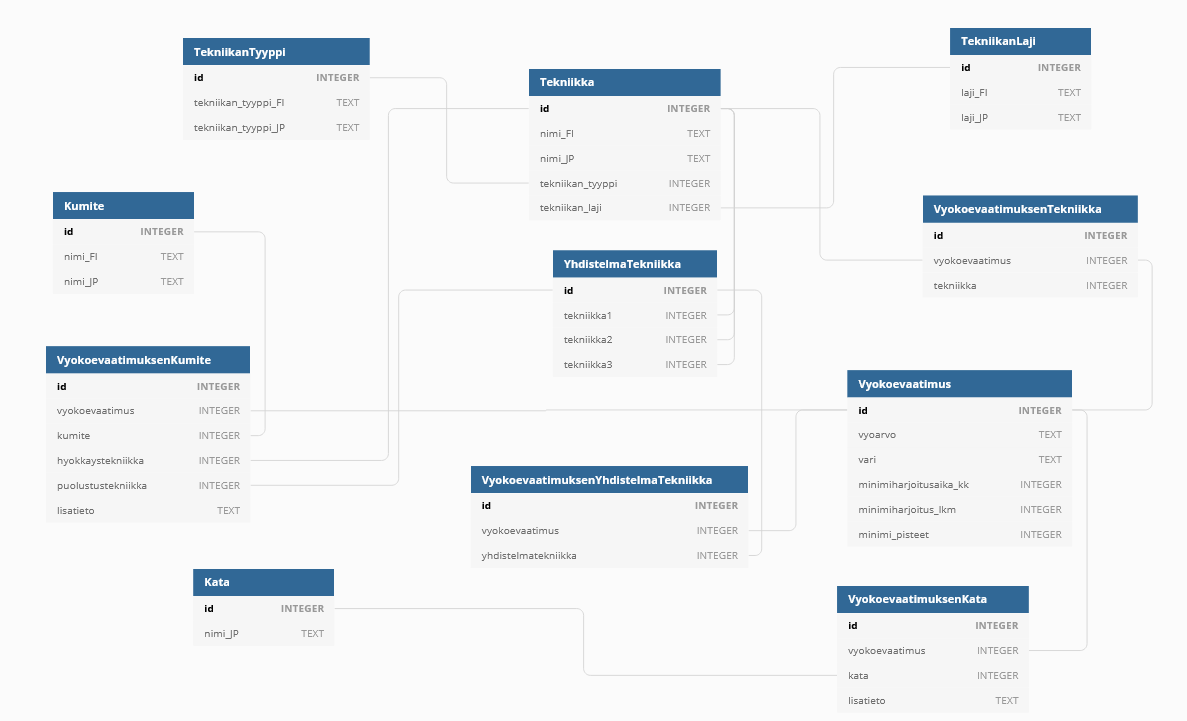 TekniikanTyyppi
id INTEGER
tekniikan_tyyppi_FI TEXT
tekniikan_tyyppi_JP TEXT
Tekniikka
id INTEGER
nimi_FI TEXT
nimi_JP TEXT
tekniikan_tyyppi INTEGER
tekniikan_laji INTEGER
TekniikanLaji
id INTEGER
laji_FI TEXT
laji_JP TEXT
Kumite
id INTEGER
nimi_FI TEXT
nimi_JP TEXT
YhdistelmaTekniikka
id INTEGER
tekniikka1 INTEGER
tekniikka2 INTEGER
tekniikka3 INTEGER
VyokoevaatimuksenTekniikka
id INTEGER
vyokoevaatimus INTEGER
tekniikka INTEGER
VyokoevaatimuksenKumite
id INTEGER
vyokoevaatimus INTEGER
kumite INTEGER
hyokkaystekniikka INTEGER
puolustustekniikka INTEGER
lisatieto TEXT
Vyokoevaatimus
id INTEGER
vyoarvo TEXT
vari TEXT
minimiharjoitusaika_kk INTEGER
minimiharjoitus_lkm INTEGER
minimi_pisteet INTEGER
VyokoevaatimuksenYhdistelmaTekniikka
id INTEGER
vyokoevaatimus INTEGER
yhdistelmatekniikka INTEGER
Kata
id INTEGER
nimi_JP TEXT
VyokoevaatimuksenKata
id INTEGER
vyokoevaatimus INTEGER
kata INTEGER
lisatieto TEXT